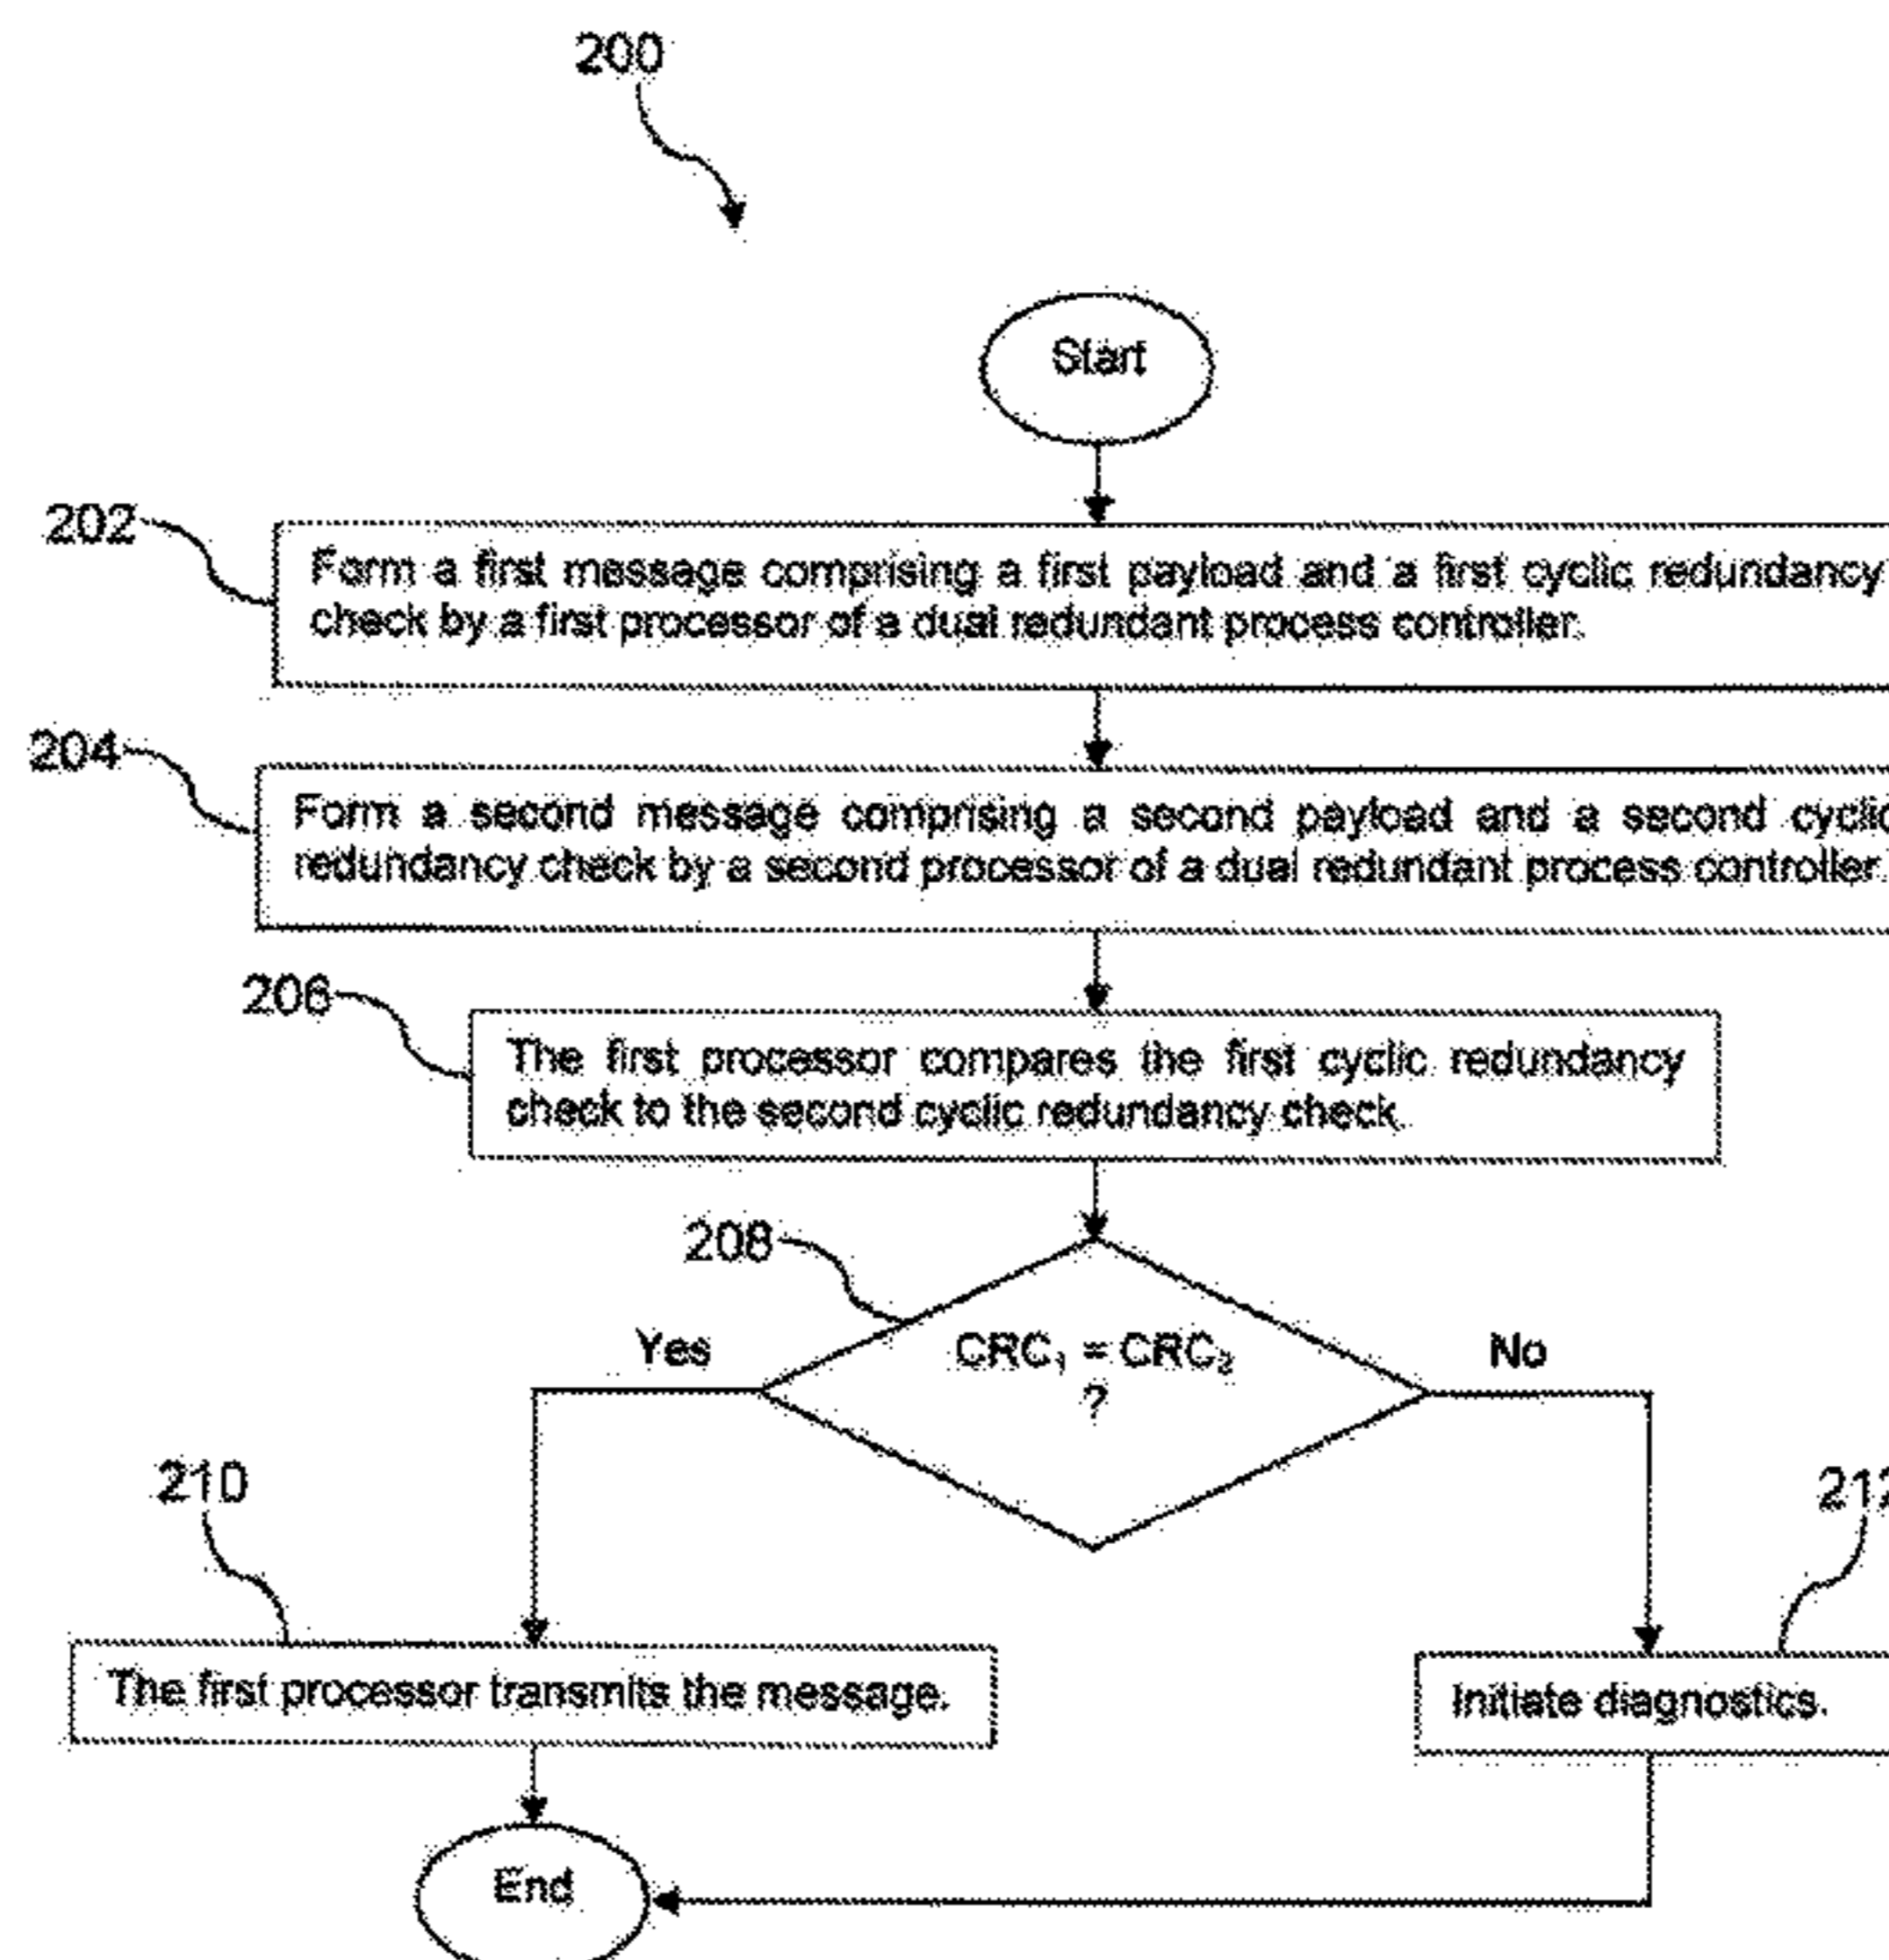 200
Start
202
Form a first message comprising a first payload and a first cyclic redundancy
check by a first processor of a dual redundant process controller.
204
Form a second message comprising a second payload and a second cyclic
redundancy check by a second processor of a dual redundant process controller.
206
The first processor compares the first cyclic redundancy
check to the second cyclic redundancy check.
208
Yes
CRC₁ = CRC₂
?
No
210
212
The first processor transmits the message.
Initiate diagnostics.
End